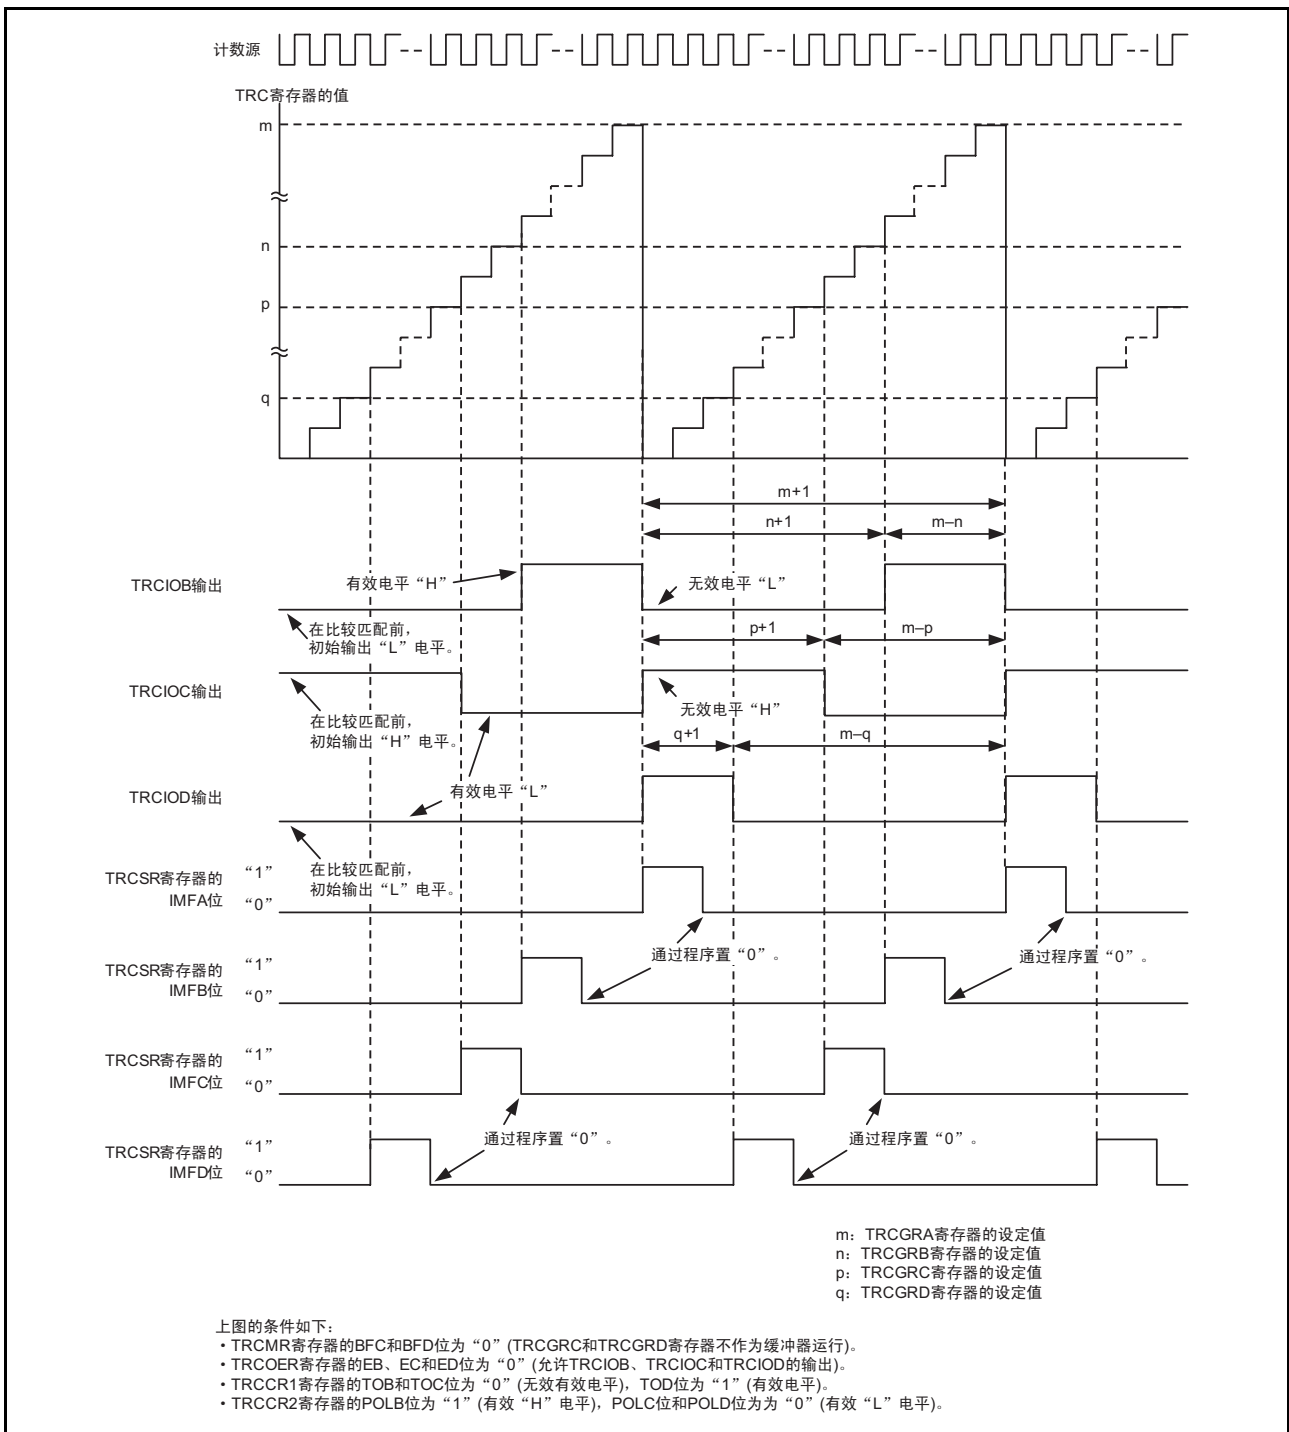 计数源
TRC寄存器的值
m
n
p
q
m+1
n+1
m–n
TRCIOB输出
有效电平“H”
无效电平“L”
在比较匹配前，
初始输出“L”电平。
p+1
m–p
TRCIOC输出
无效电平“H”
在比较匹配前，
初始输出“H”电平。
q+1
m–q
TRCIOD输出
有效电平“L”
在比较匹配前，
初始输出“L”电平。
TRCSR寄存器的
IMFA位
“1”
“0”
通过程序置“0”。
通过程序置“0”。
TRCSR寄存器的
IMFB位
“1”
“0”
TRCSR寄存器的
IMFC位
“1”
“0”
通过程序置“0”。
通过程序置“0”。
TRCSR寄存器的
IMFD位
“1”
“0”
m：TRCGRA寄存器的设定值
n：TRCGRB寄存器的设定值
p：TRCGRC寄存器的设定值
q：TRCGRD寄存器的设定值
上图的条件如下：
・TRCMR寄存器的BFC和BFD位为“0”(TRCGRC和TRCGRD寄存器不作为缓冲器运行)。
・TRCOER寄存器的EB、EC和ED位为“0”(允许TRCIOB、TRCIOC和TRCIOD的输出)。
・TRCCR1寄存器的TOB和TOC位为“0”(无效有效电平)，TOD位为“1”(有效电平)。
・TRCCR2寄存器的POLB位为“1”(有效“H”电平)，POLC位和POLD位为为“0”(有效“L”电平)。